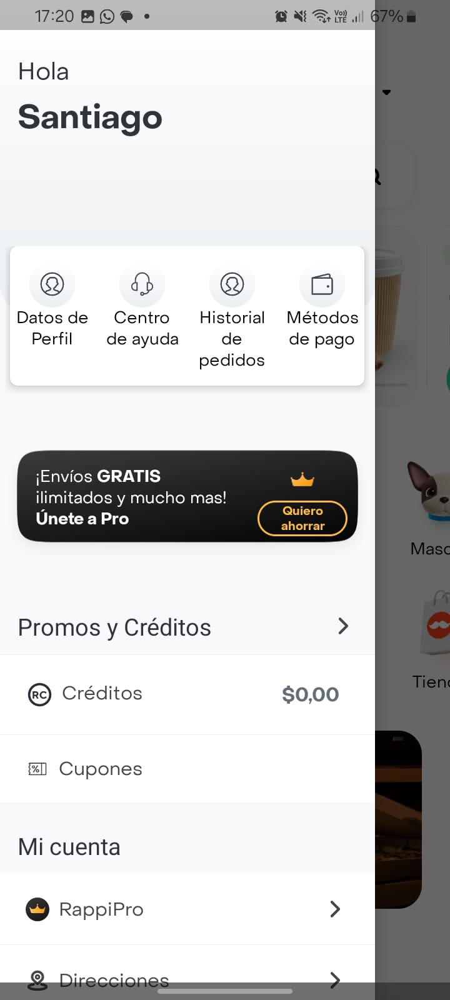 17:20
Vo))
LTE
67%
Hola
Santiago
Datos de
Perfil
Centro
de ayuda
Historial
de
pedidos
Métodos
de pago
¡Envíos GRATIS
ilimitados y mucho mas!
Únete a Pro
Quiero
ahorrar
Promos y Créditos
RC Créditos
$0,00
% Cupones
Mi cuenta
RappiPro
Direcciones
Masc
Tien